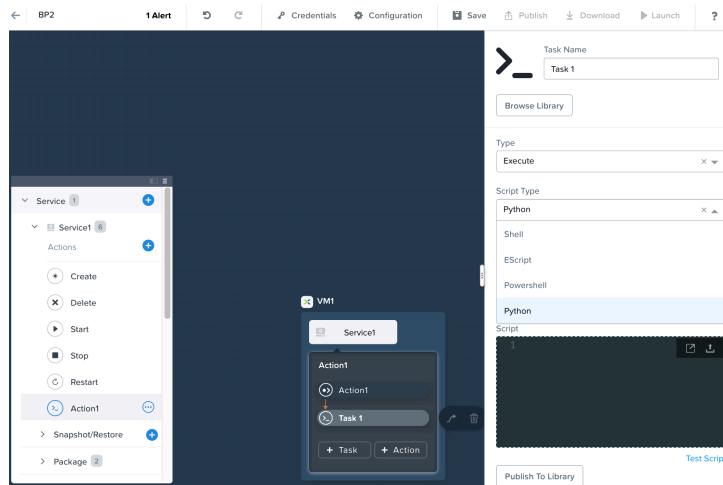 BP2
1 Alert
Credentials
Configuration
Save
Publish
Download
Launch
?
Task Name
Task 1
Browse Library
Type
Execute
Script Type
Python
Shell
EScript
Powershell
Python
Script
1
Test Scrip
Publish To Library
Service 1
Service1 6
Actions
Create
Delete
Start
Stop
Restart
Action1
Snapshot/Restore
Package 2
VM1
Service1
Action1
Action1
Task 1
+ Task
+ Action